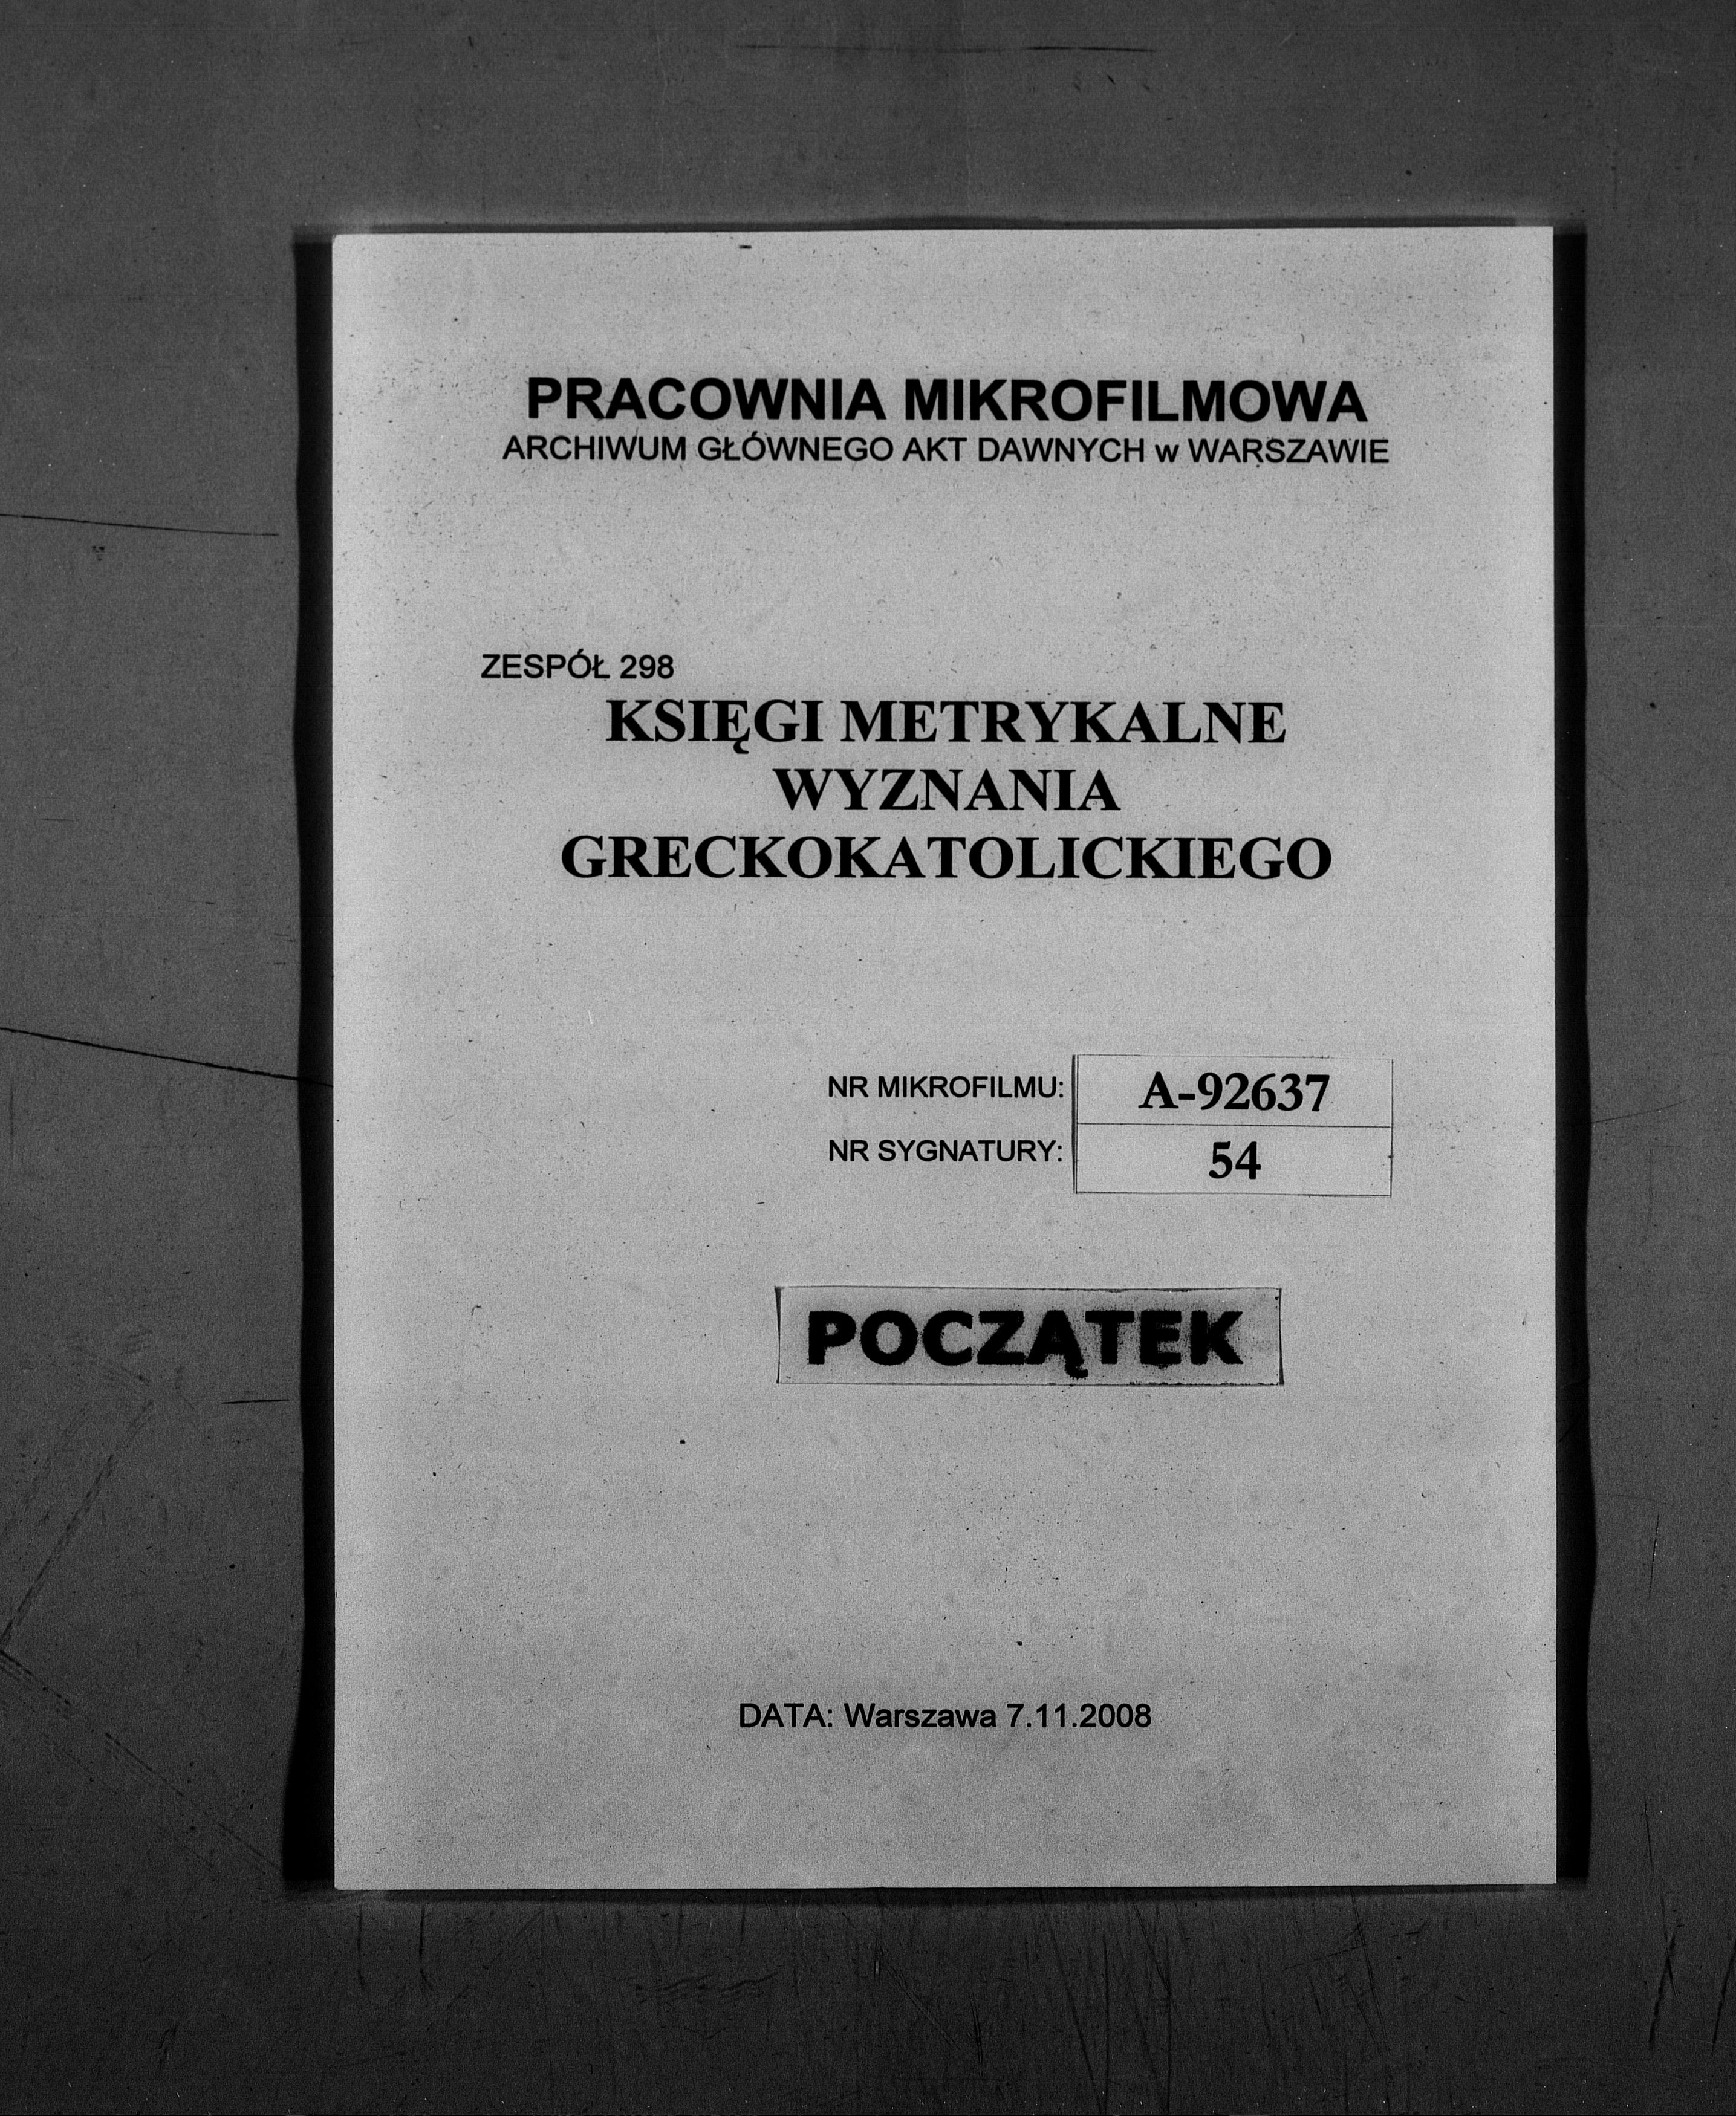 PRACOWNIA MIKROFILMOWA
ARCHIWUM GŁÓWNEGO AKT DAWNYCH w WARSZAWIE
ZESPÓŁ 298
KSIĘGI METRYKALNE
WYZNANIA
GRECKOKATOLICKIEGO
NR MIKROFILMU: A-92637
NR SYGNATURY: 54
POCZĄTEK
DATA: Warszawa 7.11.2008